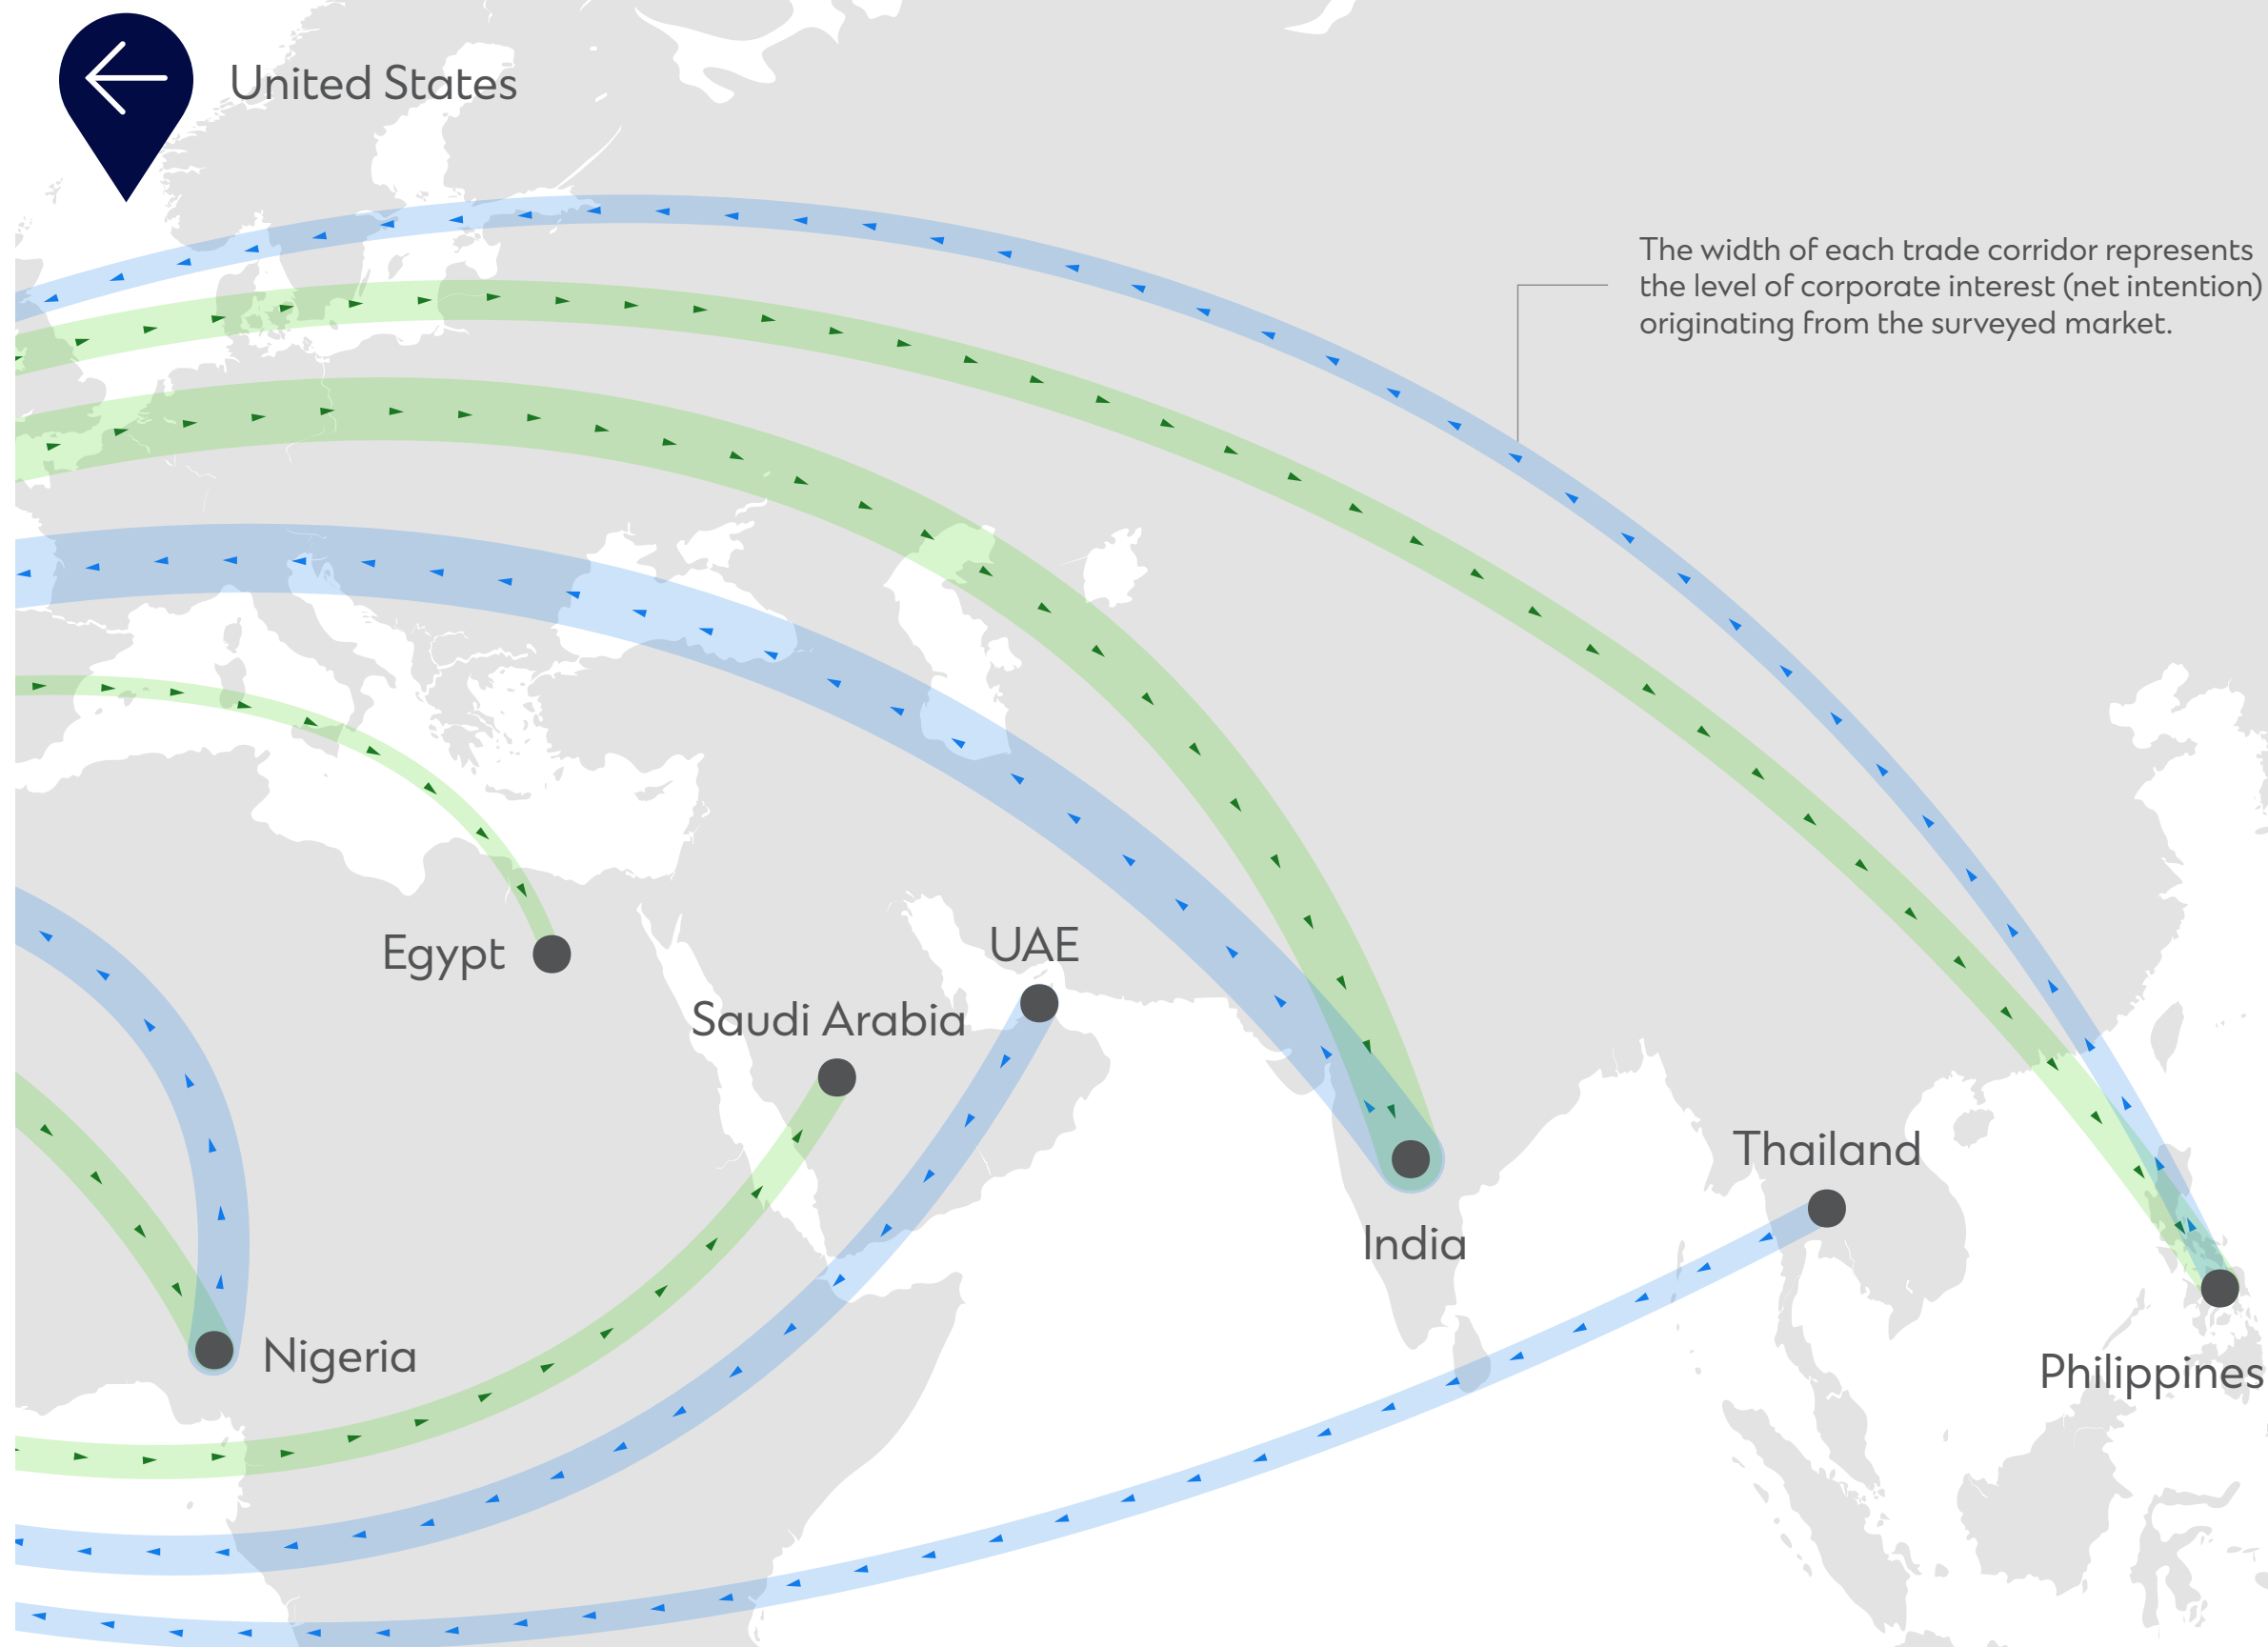 United States
The width of each trade corridor represents
the level of corporate interest (net intention)
originating from the surveyed market.
Egypt
UAE
Saudi Arabia
Thailand
India
Nigeria
Philippines